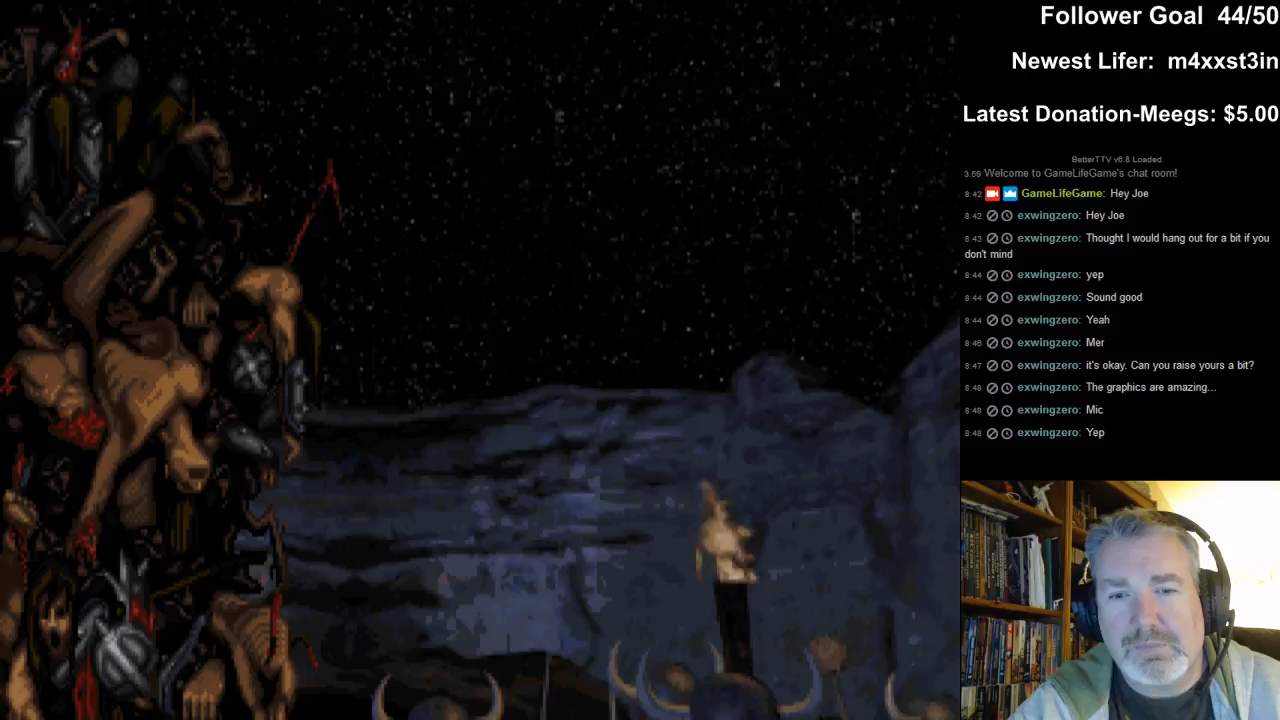 Follower Goal 44/50
Newest Lifer: m4xxst3in
Latest Donation-Meegs: $5.00
BetterTTV v6.8 Loaded.
3:59 Welcome to GameLifeGame's chat room!
8:42 GameLifeGame: Hey Joe
8:42 exwingzero: Hey Joe
8:43 exwingzero: Thought I would hang out for a bit if you
don't mind
8:44 exwingzero: yep
8:44 exwingzero: Sound good
8:44 exwingzero: Yeah
8:46 exwingzero: Mer
8:47 exwingzero: it's okay. Can you raise yours a bit?
8:48 exwingzero: The graphics are amazing...
8:48 exwingzero: Mic
8:48 exwingzero: Yep